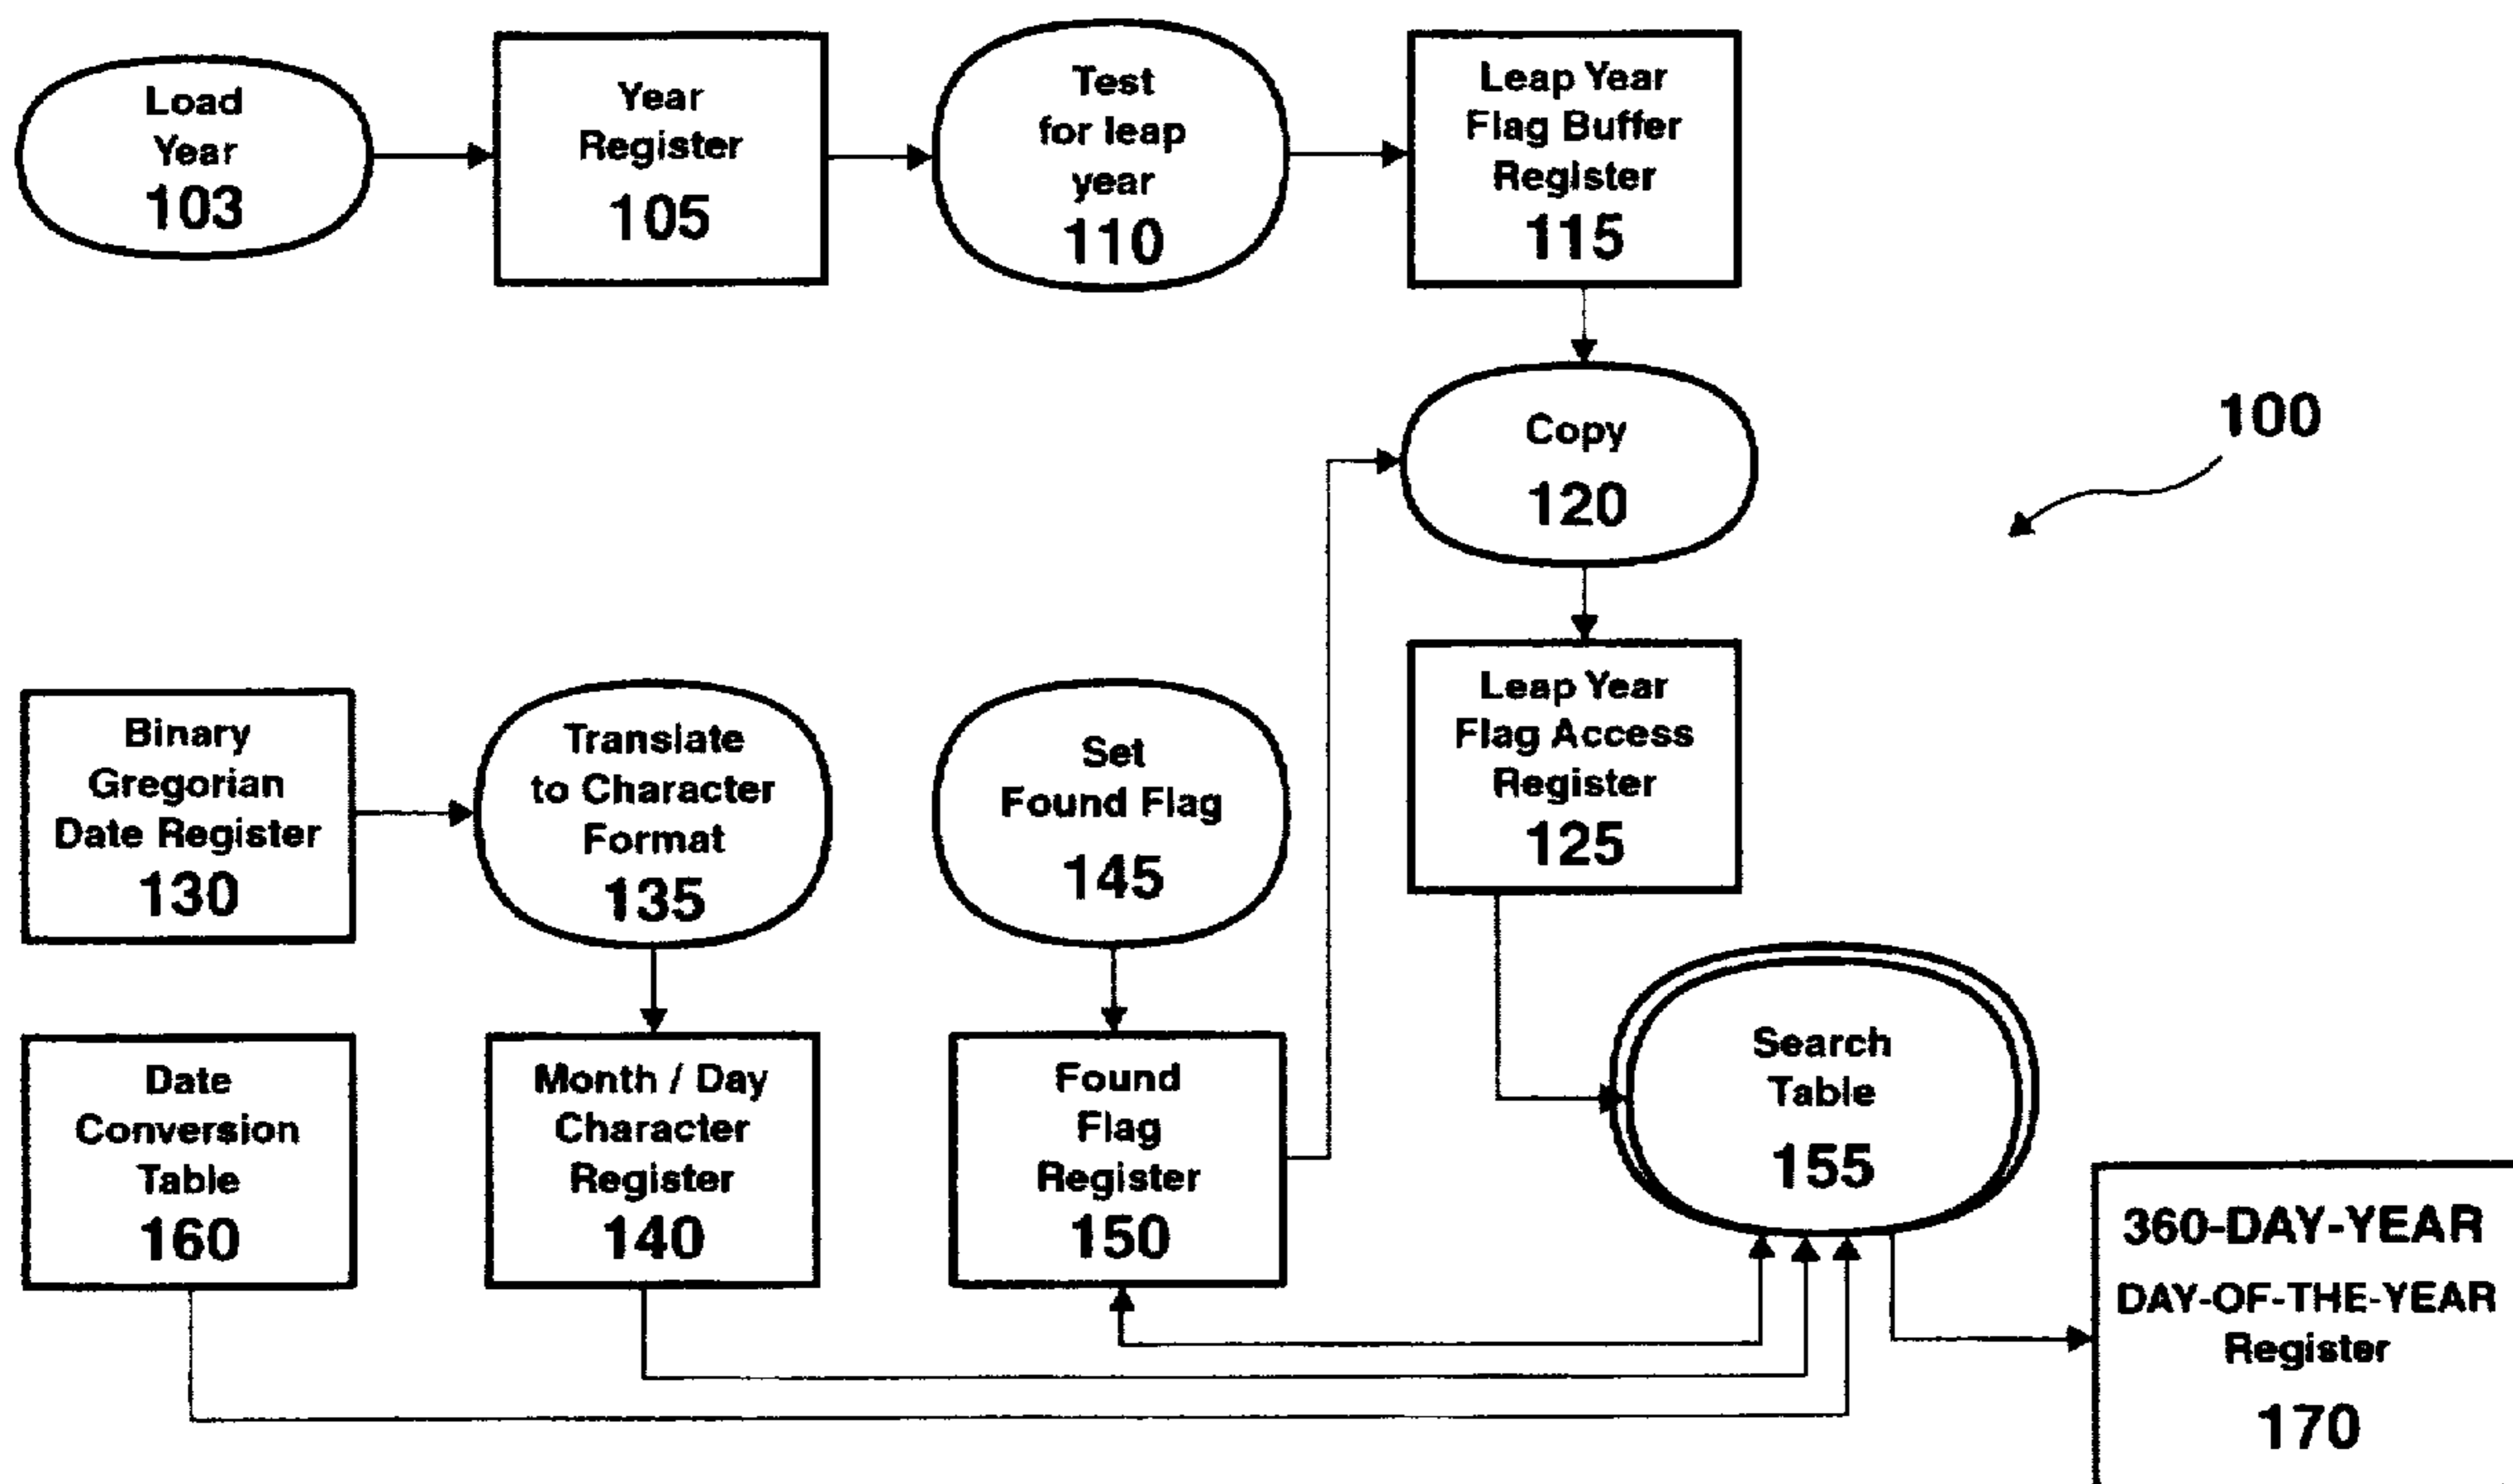 Load
Year
103
Year
Register
105
Test
for leap
year
110
Leap Year
Flag Buffer
Register
115
Copy
120
100
Leap Year
Flag Access
Register
125
Binary
Gregorian
Date Register
130
Translate
to Character
Format
135
Set
Found Flag
145
Date
Conversion
Table
160
Month / Day
Character
Register
140
Found
Flag
Register
150
Search
Table
155
360-DAY-YEAR
DAY-OF-THE-YEAR
Register
170